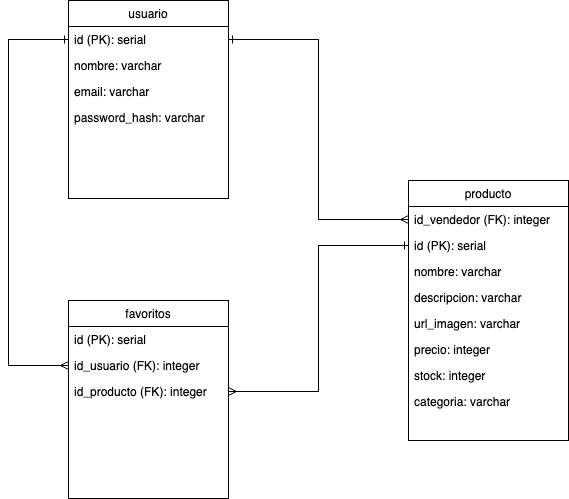 usuario
id (PK): serial
nombre: varchar
email: varchar
password_hash: varchar
producto
id_vendedor (FK): integer
id (PK): serial
nombre: varchar
descripcion: varchar
url_imagen: varchar
precio: integer
stock: integer
categoria: varchar
favoritos
id (PK): serial
id_usuario (FK): integer
id_producto (FK): integer